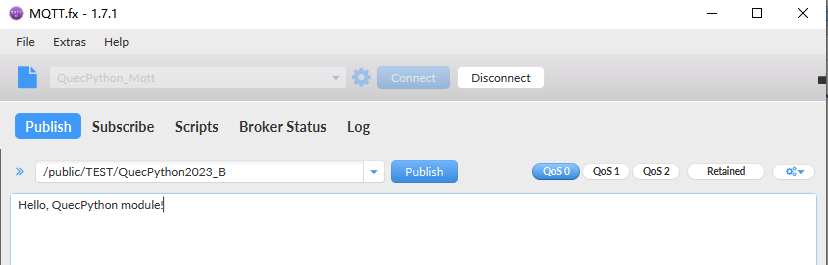 MQTT.fx - 1.7.1
File Extras Help
QuecPython_Mqtt Connect Disconnect
Publish Subscribe Scripts Broker Status Log
/public/TEST/QuecPython2023_B Publish QoS 0 QoS 1 QoS 2 Retained
Hello, QuecPython module!